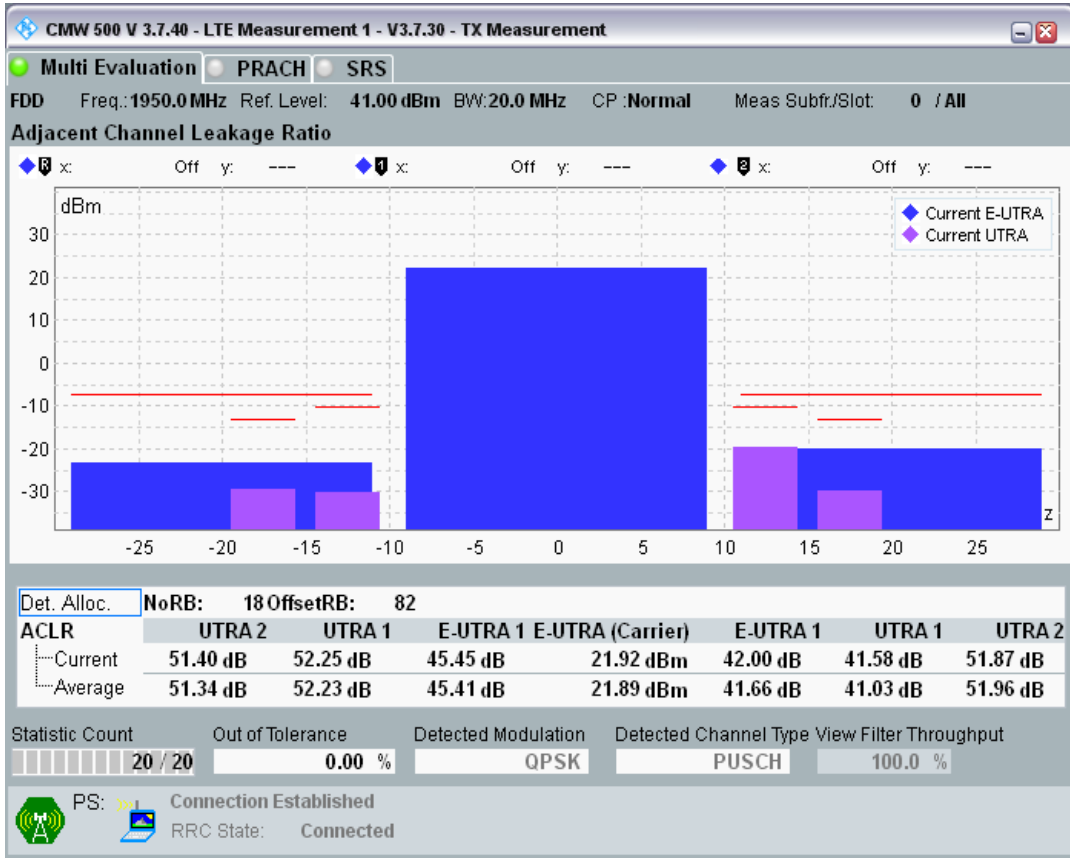 CMW 500 V 3.7.40 - LTE Measurement 1 - V3.7.30 - TX Measurement
Multi Evaluation PRACH SRS
FDD Freq.: 1950.0 MHz Ref. Level: 41.00 dBm BW: 20.0 MHz CP : Normal Meas Subfr./Slot: 0 / All
Adjacent Channel Leakage Ratio
R x: Off y: --- 1 x: Off y: --- 2 x: Off y: ---
dBm
Current E-UTRA
Current UTRA
30
20
10
0
-10
-20
-30
z
-25 -20 -15 -10 -5 0 5 10 15 20 25
Det. Alloc. NoRB: 18 OffsetRB: 82
ACLR UTRA 2 UTRA 1 E-UTRA 1 E-UTRA (Carrier) E-UTRA 1 UTRA 1 UTRA 2
Current 51.40 dB 52.25 dB 45.45 dB 21.92 dBm 42.00 dB 41.58 dB 51.87 dB
Average 51.34 dB 52.23 dB 45.41 dB 21.89 dBm 41.66 dB 41.03 dB 51.96 dB
Statistic Count Out of Tolerance Detected Modulation Detected Channel Type View Filter Throughput
20 / 20 0.00 % QPSK PUSCH 100.0 %
PS: Connection Established
RRC State: Connected